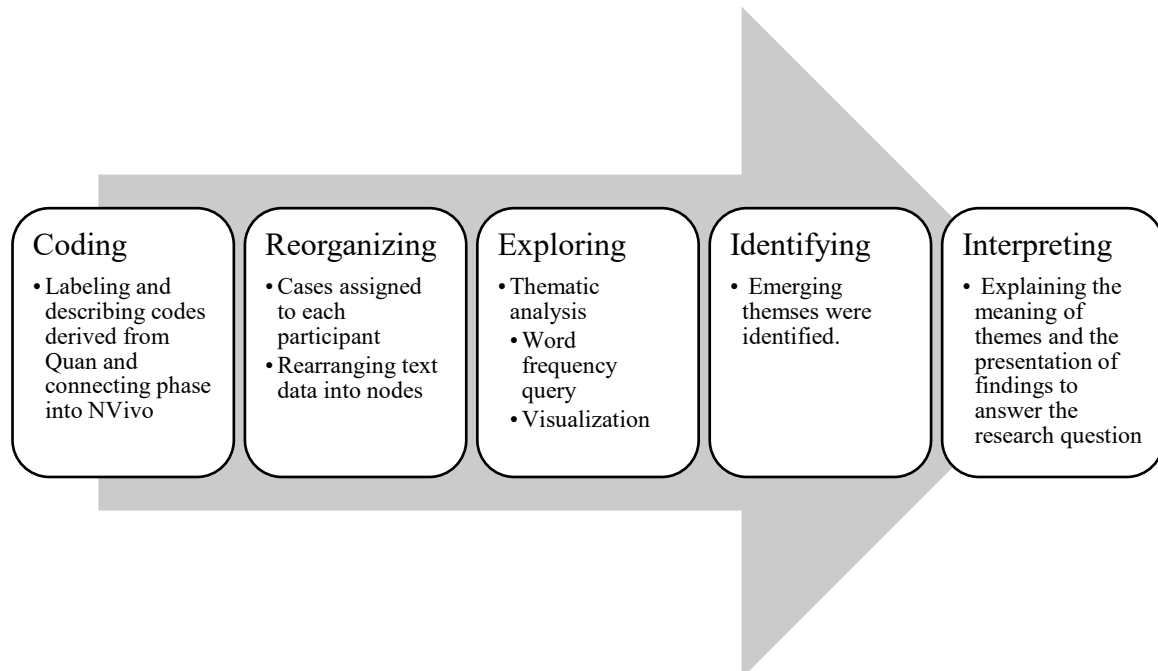 Coding
• Labeling and
describing codes
derived from
Quan and
connecting phase
into NVivo
Reorganizing
• Cases assigned
to each
participant
• Rearranging text
data into nodes
Exploring
• Thematic
analysis
• Word
frequency
query
• Visualization
Identifying
• Emerging
themses were
identified.
Interpreting
• Explaining the
meaning of
themes and the
presentation of
findings to
answer the
research question